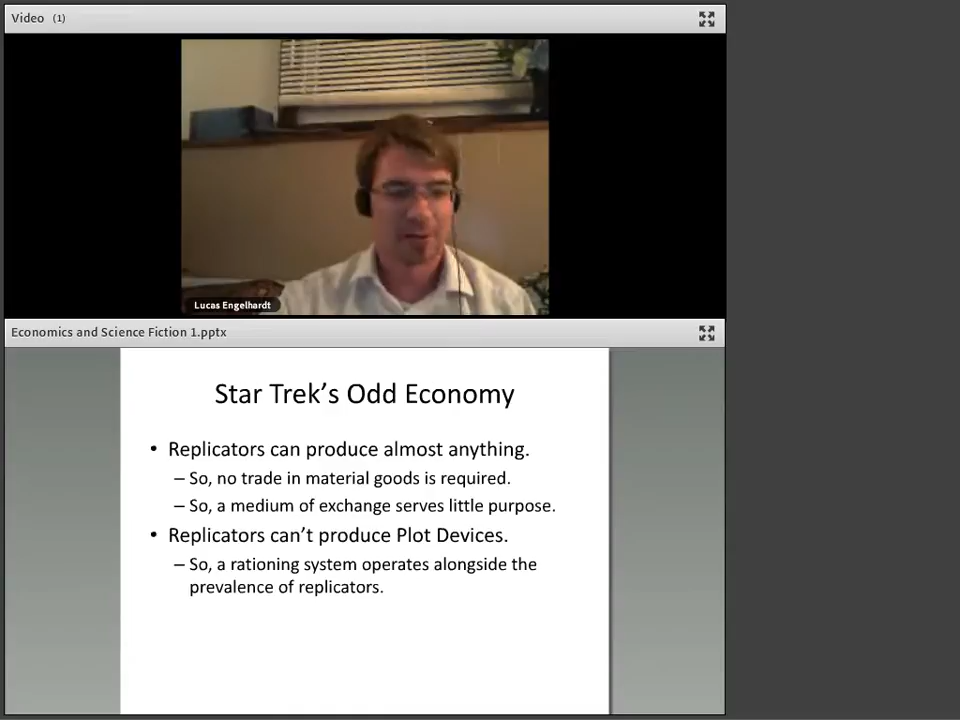 Video (1)
Lucas Engelhardt
Economics and Science Fiction 1.pptx
Star Trek’s Odd Economy
• Replicators can produce almost anything.
– So, no trade in material goods is required.
– So, a medium of exchange serves little purpose.
• Replicators can’t produce Plot Devices.
– So, a rationing system operates alongside the
prevalence of replicators.